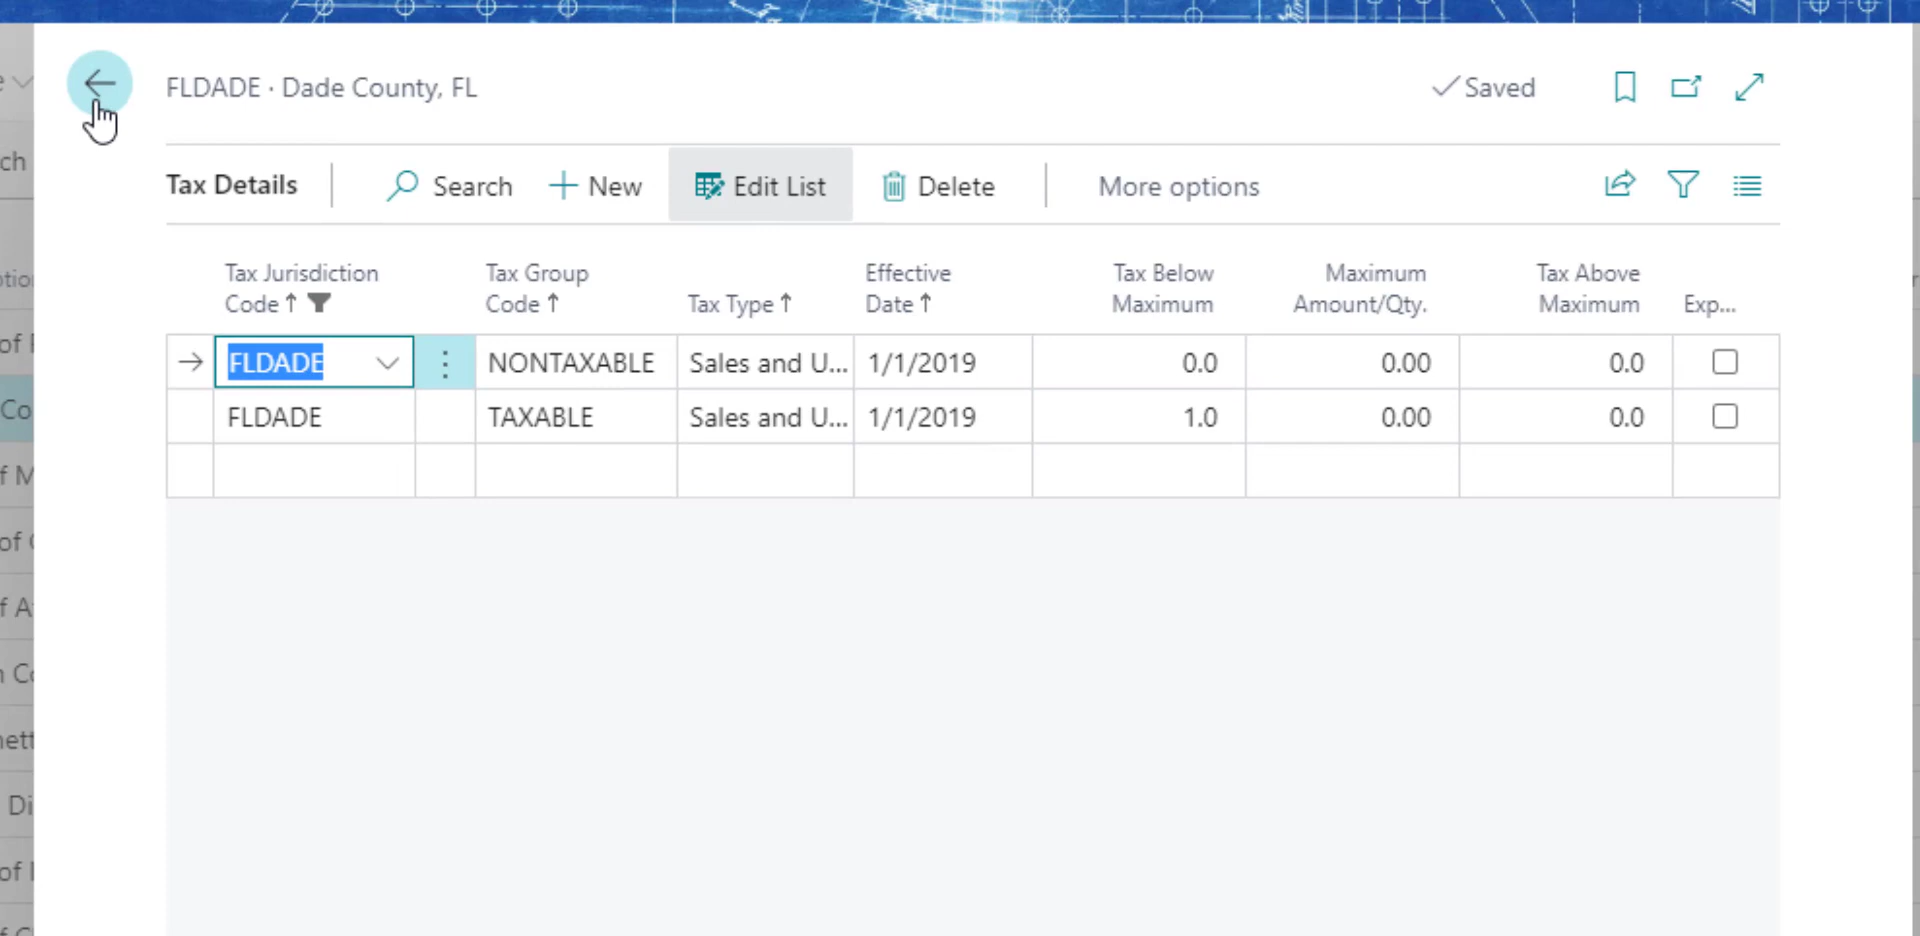 FLDADE · Dade County, FL
Saved
Tax Details
Search
New
Edit List
Delete
More options
Tax Jurisdiction Code↑
Tax Group Code↑
Tax Type↑
Effective Date↑
Tax Below Maximum
Maximum Amount/Qty.
Tax Above Maximum
Exp...
FLDADE NONTAXABLE Sales and U... 1/1/2019 0.0 0.00 0.0
FLDADE TAXABLE Sales and U... 1/1/2019 1.0 0.00 0.0